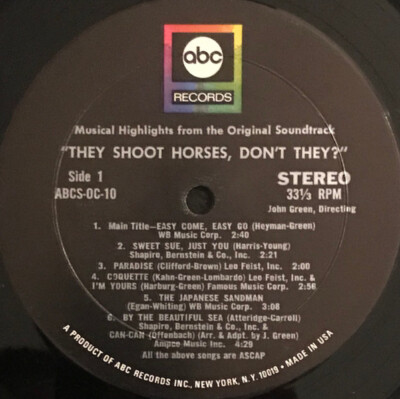 abc
RECORDS
Musical Highlights from the Original Soundtrack
"THEY SHOOT HORSES, DON'T THEY?"
Side 1
STEREO
ABCS-OC-10
33⅓ RPM
John Green, Directing
1. Main Title—EASY COME, EASY GO (Heyman-Green)
WB Music Corp. 2:40
2. SWEET SUE, JUST YOU (Harris-Young)
Shapiro, Bernstein & Co., Inc. 2:21
3. PARADISE (Clifford-Brown) Leo Feist, Inc. 2:00
4. COQUETTE (Kahn-Green-Lombardo) Leo Feist, Inc. &
I'M YOURS (Harburg-Green) Famous Music Corp. 2:56
5. THE JAPANESE SANDMAN
(Egan-Whiting) WB Music Corp. 3:08
6. BY THE BEAUTIFUL SEA (Atteridge-Carroll)
Shapiro, Bernstein & Co., Inc. &
CAN-CAN (Offenbach) (Arr. & Adpt. by J. Green)
Ampco Music Inc. 4:29
All the above songs are ASCAP
A PRODUCT OF ABC RECORDS INC., NEW YORK, N.Y. 10019 • MADE IN USA